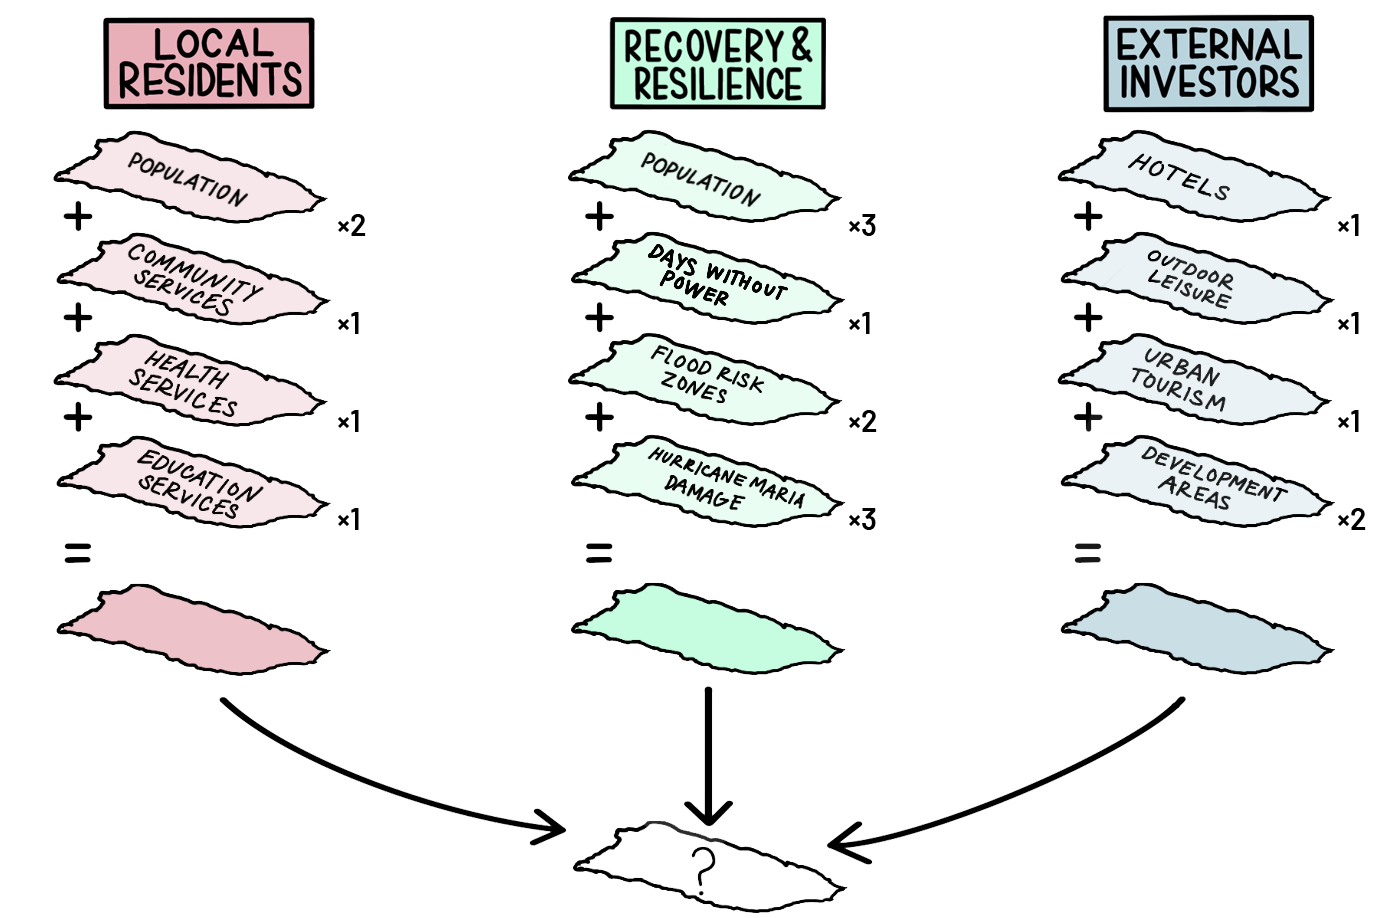 LOCAL
RESIDENTS
POPULATION
+
×2
COMMUNITY
SERVICES
+
×1
HEALTH
SERVICES
+
×1
EDUCATION
SERVICES
×1
=
RECOVERY &
RESILIENCE
POPULATION
+
×3
DAYS WITHOUT
POWER
+
×1
FLOOD RISK
ZONES
+
×2
HURRICANE MARIA
DAMAGE
×3
=
EXTERNAL
INVESTORS
HOTELS
+
×1
OUTDOOR
LEISURE
+
×1
URBAN
TOURISM
+
×1
DEVELOPMENT
AREAS
×2
=
?